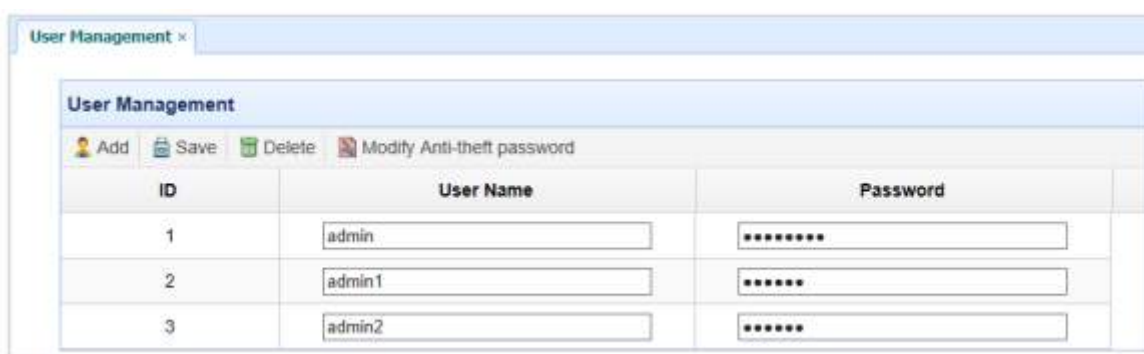 User Management ×
User Management
Add Save Delete Modify Anti-theft password
ID User Name Password
1 admin ••••••••
2 admin1 ••••••
3 admin2 ••••••